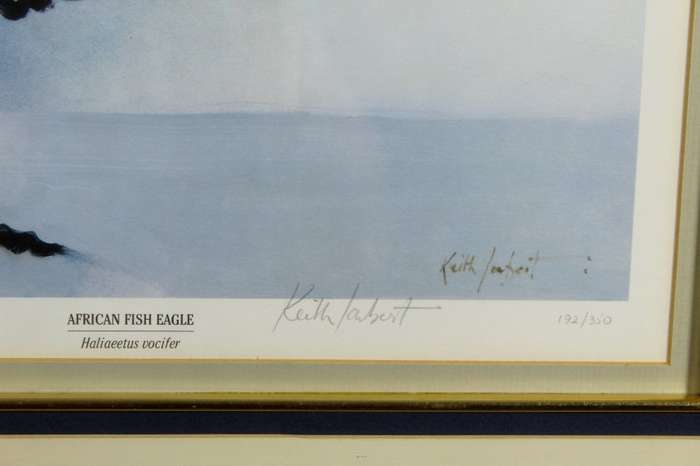 Keith Joubert
AFRICAN FISH EAGLE
Haliaeetus vocifer
Keith Joubert
192/350